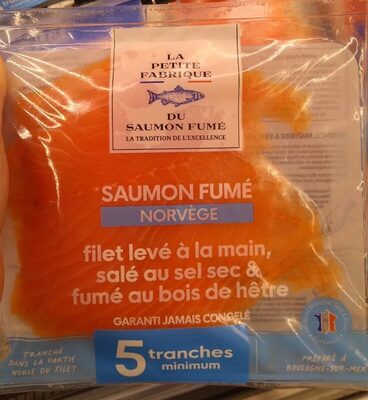 LA
PETITE
FABRIQUE
DU
SAUMON FUMÉ
LA TRADITION DE L'EXCELLENCE
SAUMON FUMÉ
NORVÈGE
filet levé à la main,
salé au sel sec &
fumé au bois de hêtre
GARANTI JAMAIS CONGELÉ
TRANCHÉ
DANS LA PARTIE
NOBLE DU FILET
5 tranches
minimum
PRÉPARÉ À
BOULOGNE-SUR-MER